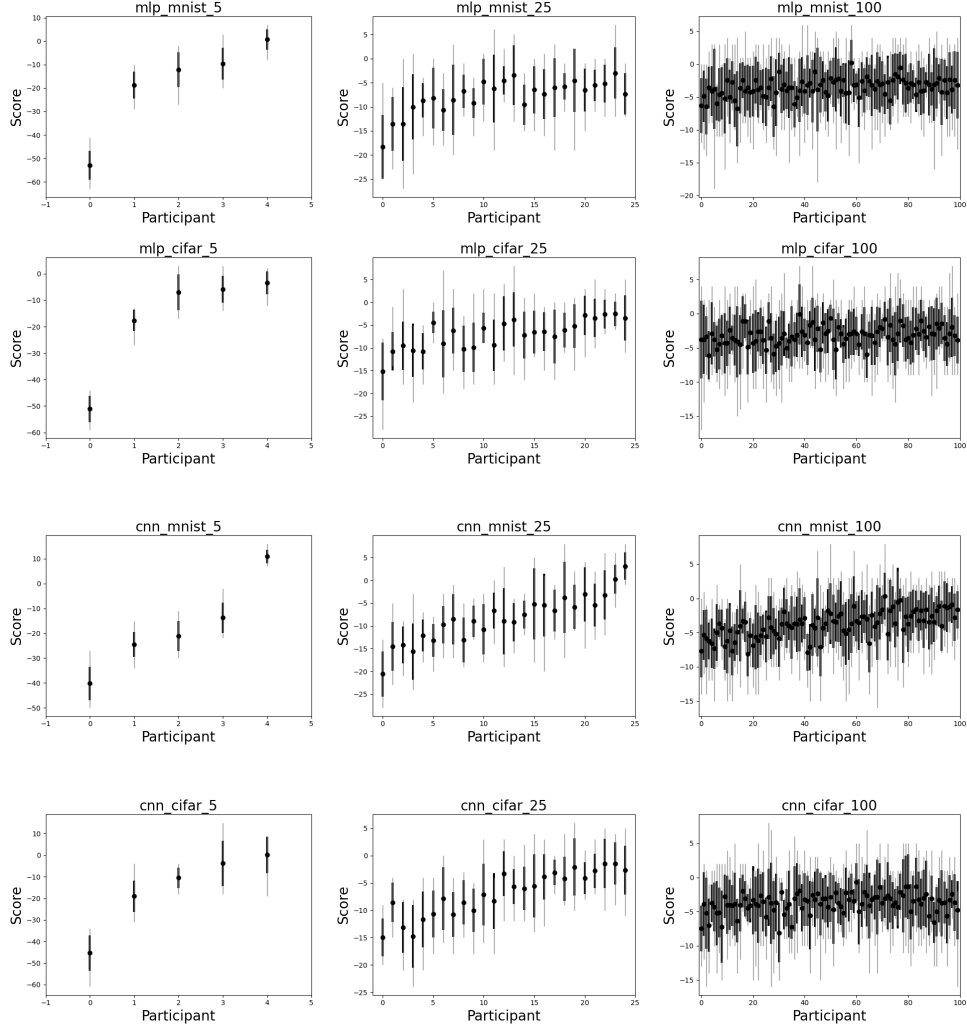 mlp_mnist_5 mlp_mnist_25 mlp_mnist_100
10 0 −10 −20 −30 −40 −50 −60
5 0 −5 −10 −15 −20 −25
5 0 −5 −10 −15 −20
Score Score Score
−1 0 1 2 3 4 5 0 5 10 15 20 25 0 20 40 60 80 100
Participant Participant Participant
mlp_cifar_5 mlp_cifar_25 mlp_cifar_100
0 −10 −20 −30 −40 −50 −60
10 5 0 −5 −10 −15 −20 −25
5 0 −5 −10 −15
Score Score Score
−1 0 1 2 3 4 5 0 5 10 15 20 25 0 20 40 60 80 100
Participant Participant Participant
cnn_mnist_5 cnn_mnist_25 cnn_mnist_100
10 0 −10 −20 −30 −40 −50
5 0 −5 −10 −15 −20 −25
5 0 −5 −10 −15
Score Score Score
−1 0 1 2 3 4 5 0 5 10 15 20 25 0 20 40 60 80 100
Participant Participant Participant
cnn_cifar_5 cnn_cifar_25 cnn_cifar_100
10 0 −10 −20 −30 −40 −50 −60
5 0 −5 −10 −15 −20 −25
5 0 −5 −10 −15
Score Score Score
−1 0 1 2 3 4 5 0 5 10 15 20 25 0 20 40 60 80 100
Participant Participant Participant